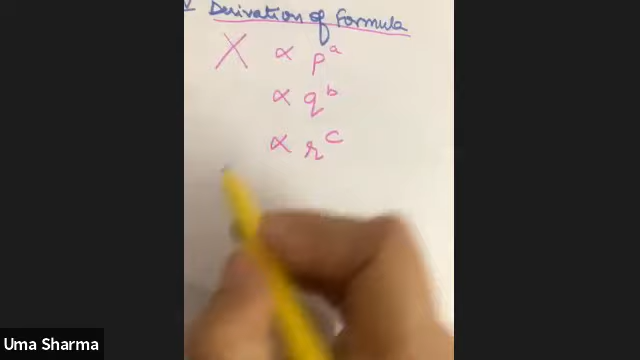 Derivation of Formula
X ∝ p^a
∝ q^b
∝ r^c
Uma Sharma